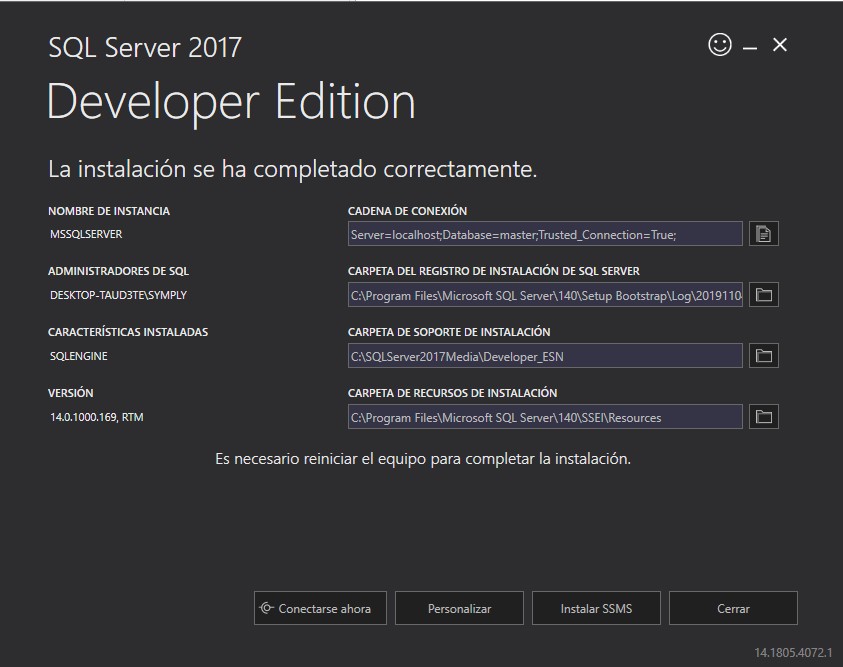 SQL Server 2017
Developer Edition
La instalación se ha completado correctamente.
NOMBRE DE INSTANCIA
MSSQLSERVER
CADENA DE CONEXIÓN
Server=localhost;Database=master;Trusted_Connection=True;
ADMINISTRADORES DE SQL
DESKTOP-TAUD3TE\SYMPLY
CARPETA DEL REGISTRO DE INSTALACIÓN DE SQL SERVER
C:\Program Files\Microsoft SQL Server\140\Setup Bootstrap\Log\2019110
CARACTERÍSTICAS INSTALADAS
SQLENGINE
CARPETA DE SOPORTE DE INSTALACIÓN
C:\SQLServer2017Media\Developer_ESN
VERSIÓN
14.0.1000.169, RTM
CARPETA DE RECURSOS DE INSTALACIÓN
C:\Program Files\Microsoft SQL Server\140\SSEI\Resources
Es necesario reiniciar el equipo para completar la instalación.
Conectarse ahora
Personalizar
Instalar SSMS
Cerrar
14.1805.4072.1